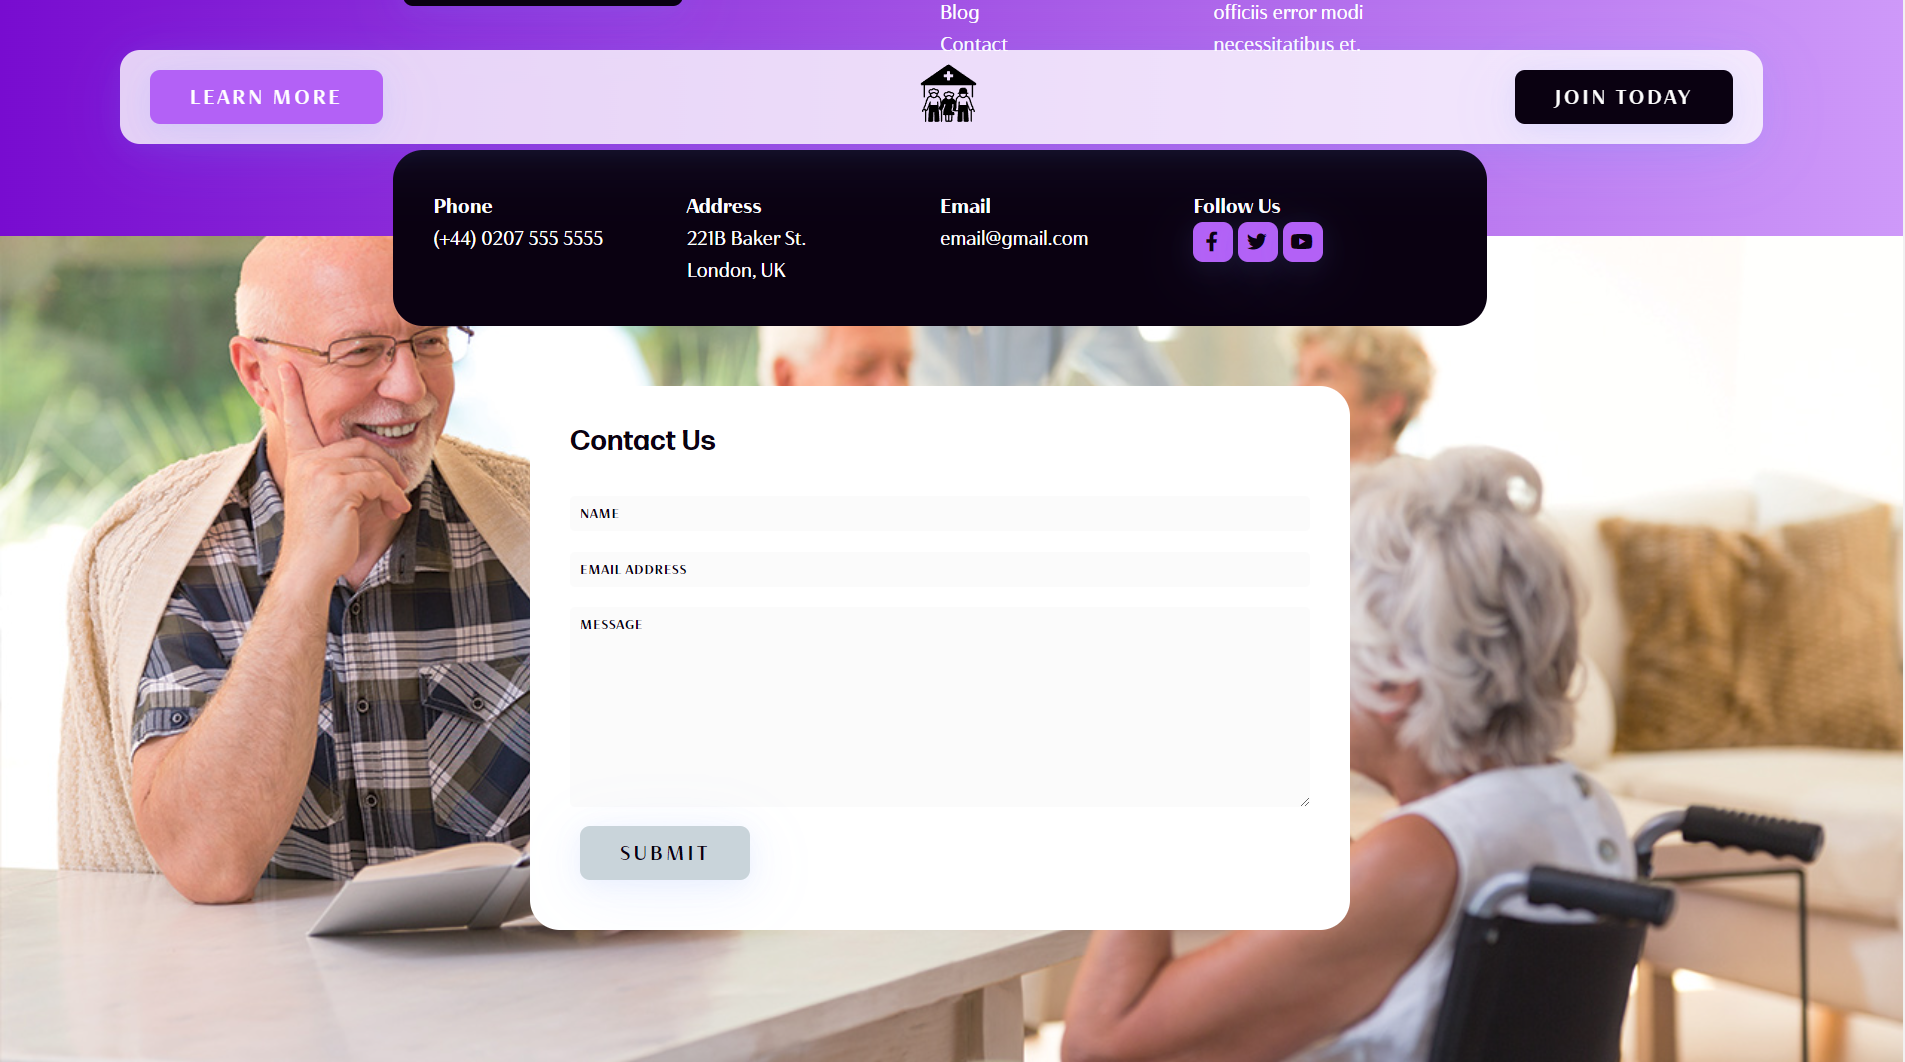 Blog
Contact
officiis error modi
necessitatibus et.
LEARN MORE
JOIN TODAY
Phone
(+44) 0207 555 5555
Address
221B Baker St.
London, UK
Email
email@gmail.com
Follow Us
Contact Us
NAME
EMAIL ADDRESS
MESSAGE
SUBMIT